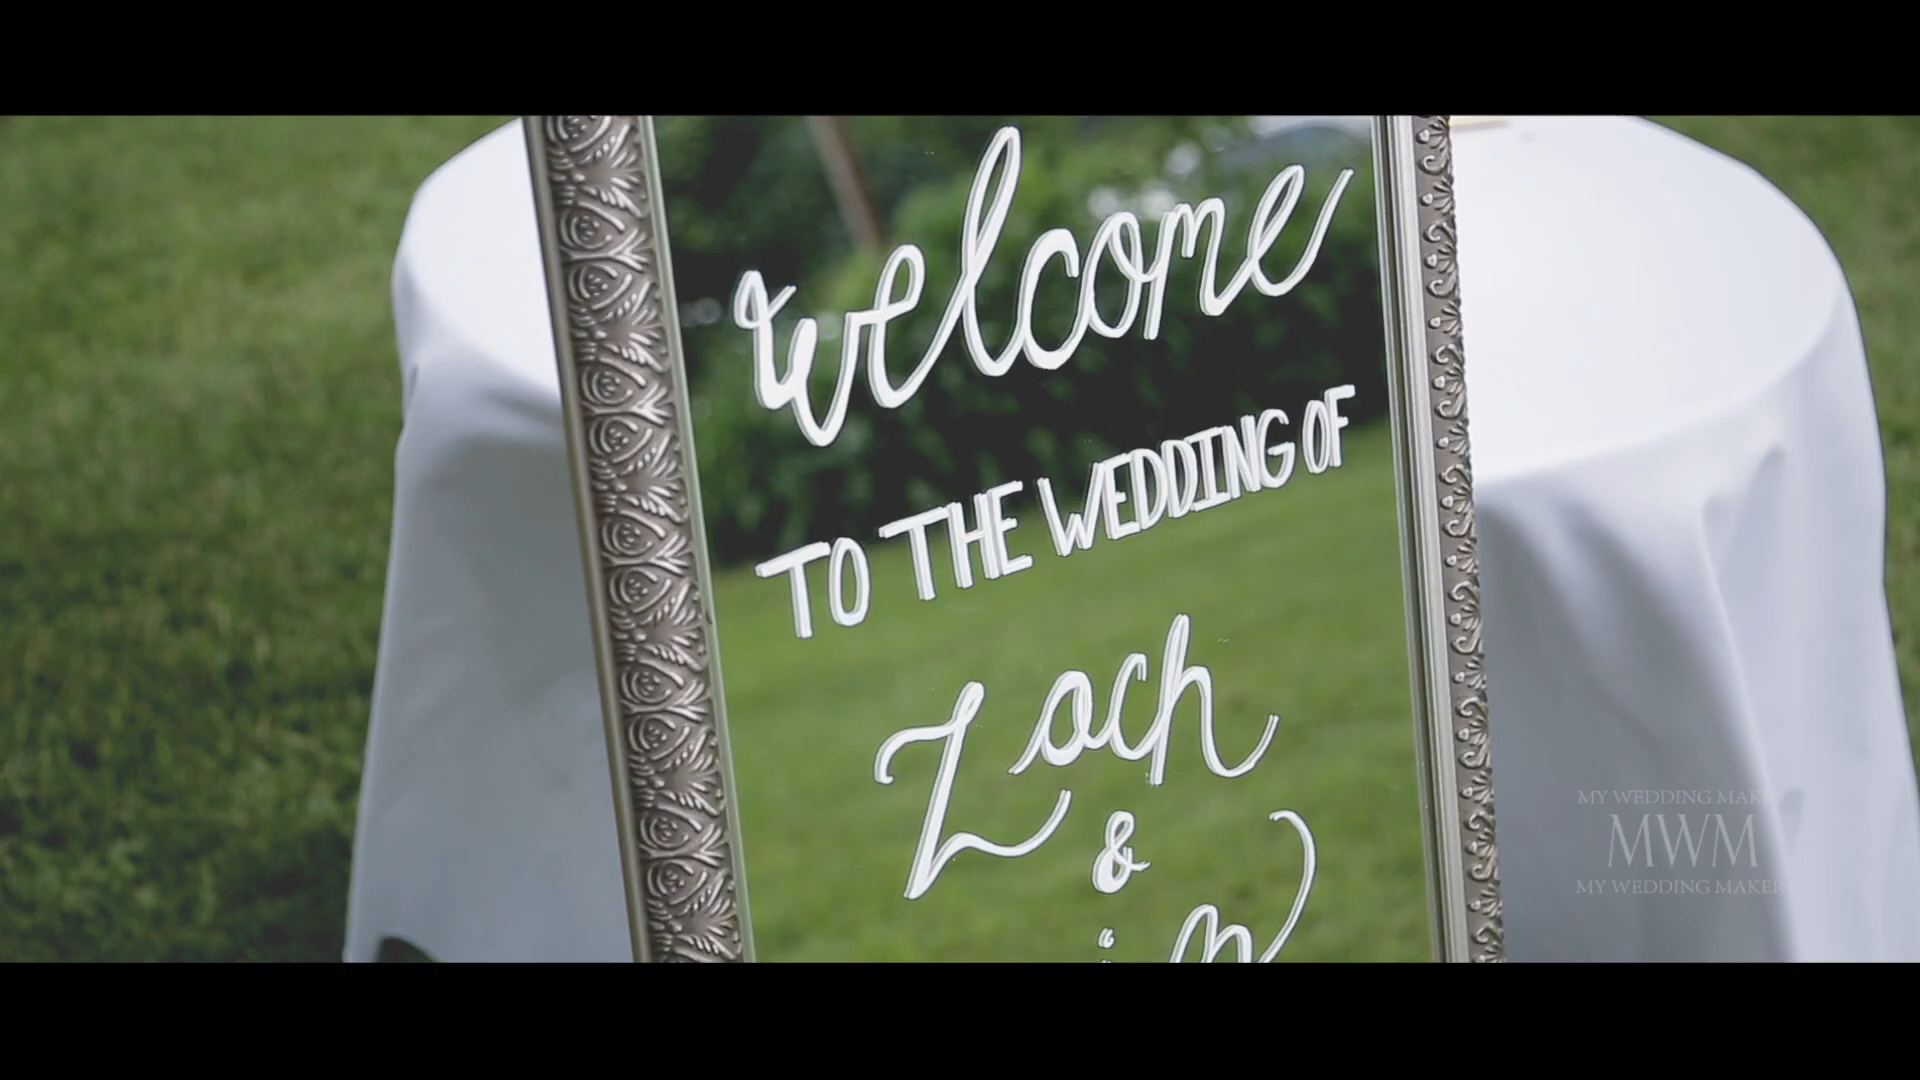 Welcome
TO THE WEDDING OF
Zach
&
MY WEDDING MAKER
MWM
MY WEDDING MAKER